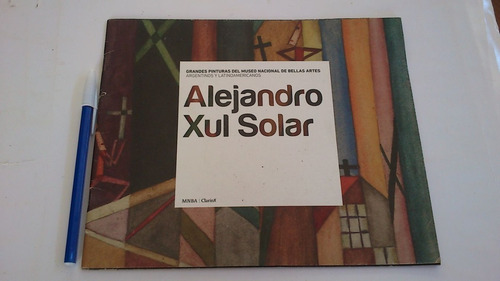 GRANDES PINTURAS DEL MUSEO NACIONAL DE BELLAS ARTES
ARGENTINOS Y LATINOAMERICANOS
Alejandro
Xul Solar
MNBA | Clarín